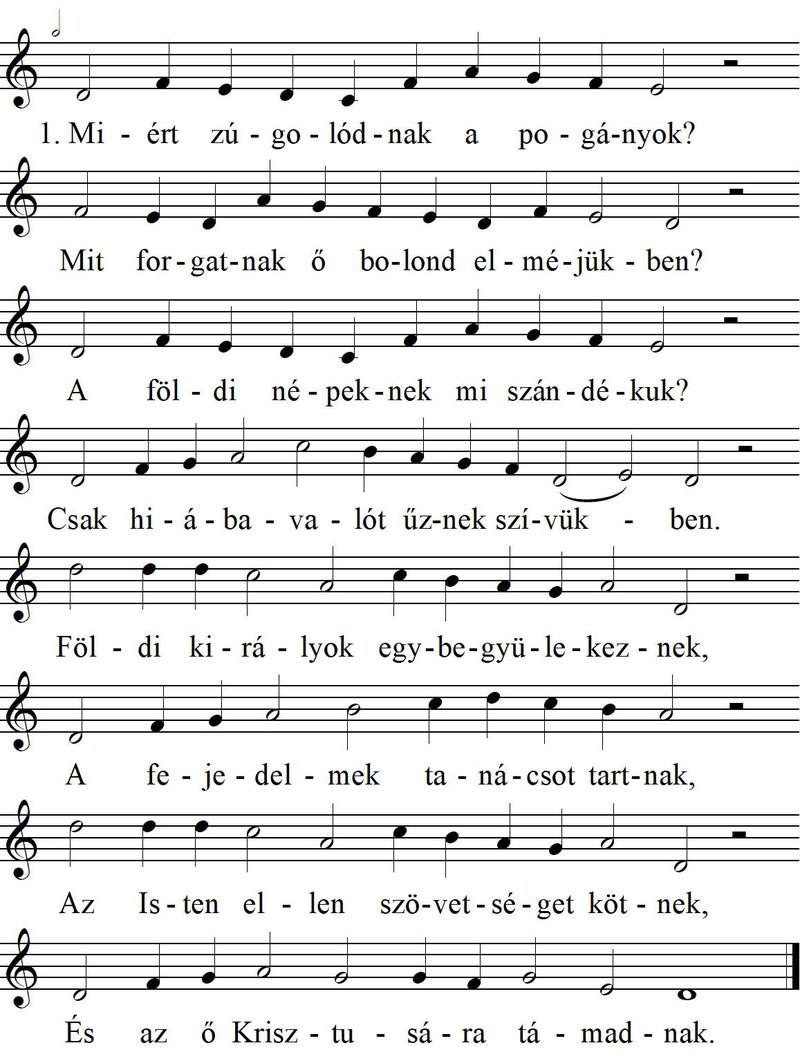 1. Mi - ért zú - go - lód - nak a po - gá - nyok?
Mit for - gat - nak ő bo - lond el - mé - jük - ben?
A föl - di né - pek - nek mi szán - dé - kuk?
Csak hi - á - ba - va - lót űz - nek szí - vük - ben.
Föl - di ki - rá - lyok egy - be - gyü - le - kez - nek,
A fe - je - del - mek ta - ná - csot tart - nak,
Az Is - ten el - len szö - vet - sé - get köt - nek,
És az ő Krisz - tu - sá - ra tá - mad - nak.